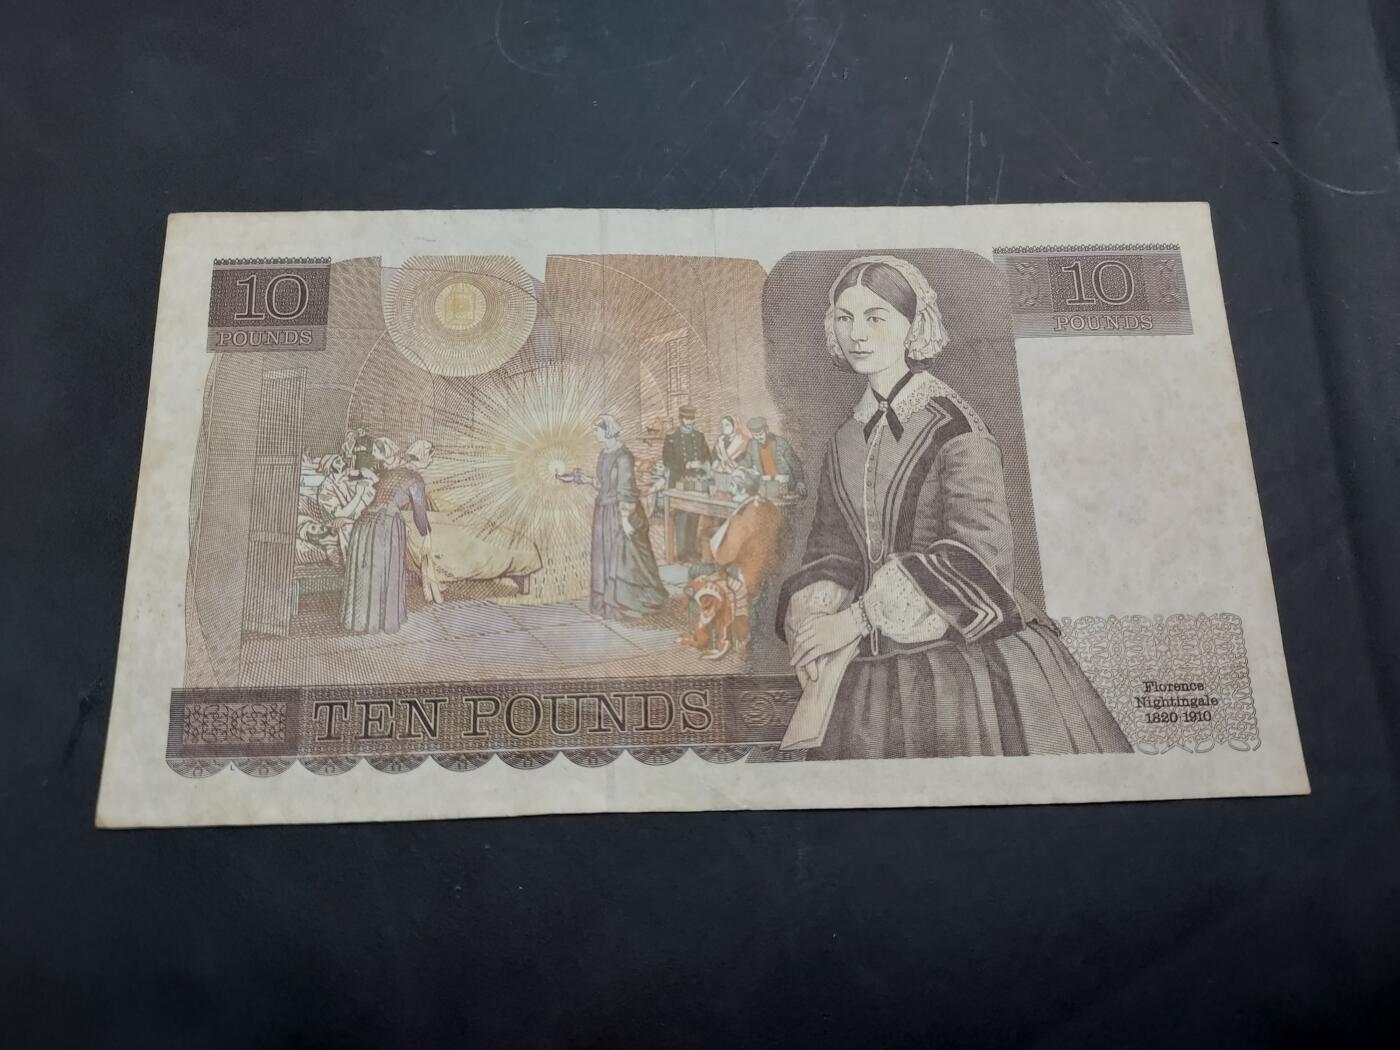 10
POUNDS
10
POUNDS
TEN POUNDS
Florence
Nightingale
1820-1910
L